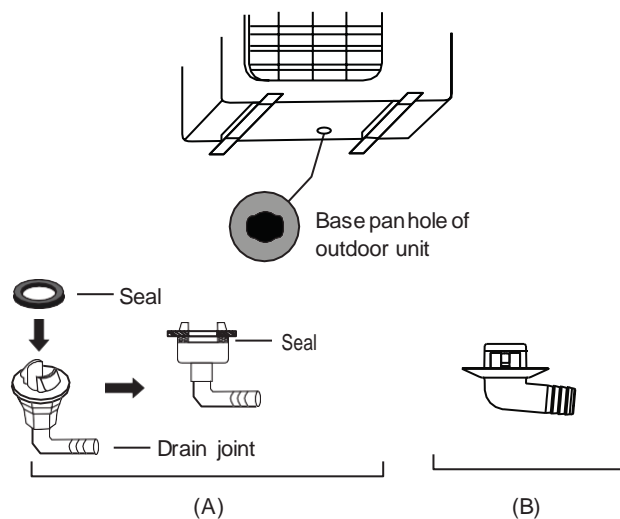 Base pan hole of
outdoor unit
Seal
Seal
Drain joint
(A)
(B)